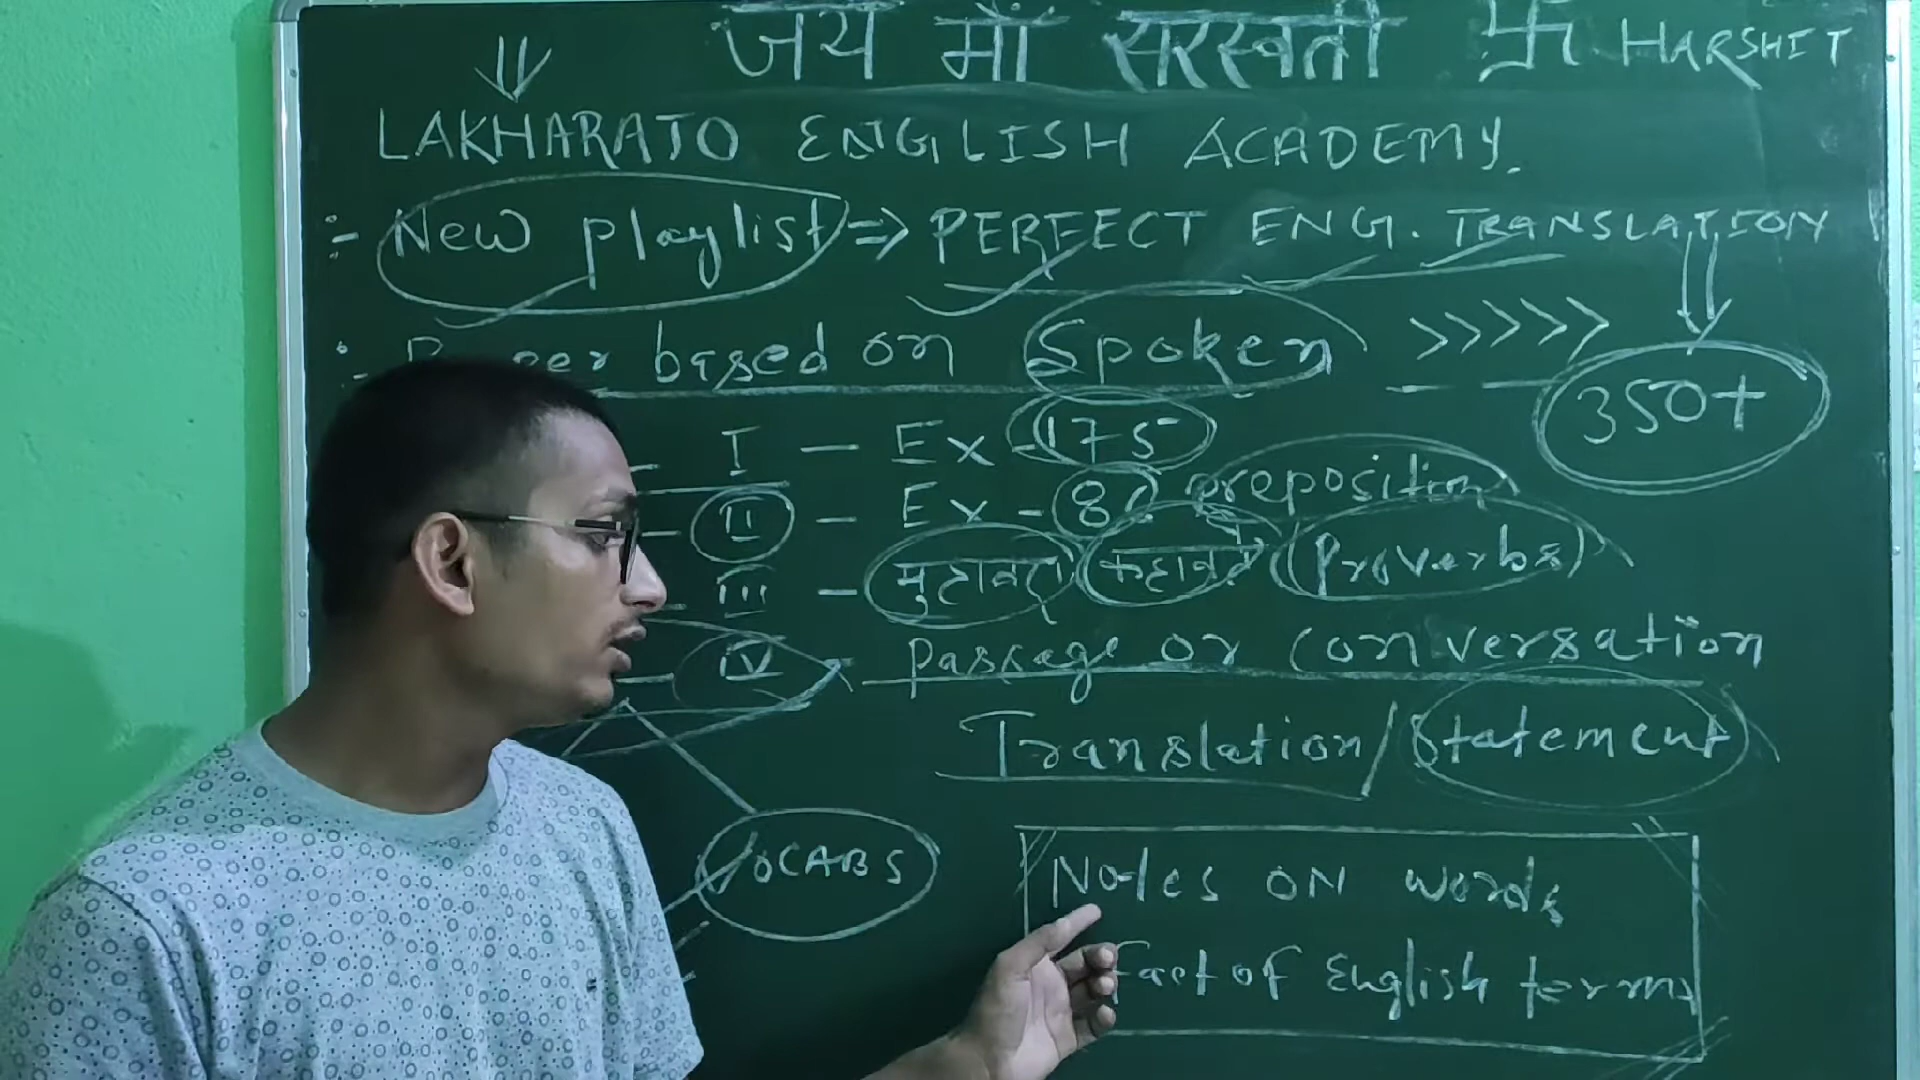 जय माँ सरस्वती 卐 HARSHIT
LAKHARATO ENGLISH ACADEMY.
:- New playlist => PERFECT ENG. TRANSLATION
based on Spoken >>>>> 350+
- I - Ex - 175
- II - Ex - 8 preposition
- III - मुहावरा कहावत (Proverbs)
- IV - Passage or Conversation
Translation/Statement
VOCABS
Notes ON words
Fact of English terms